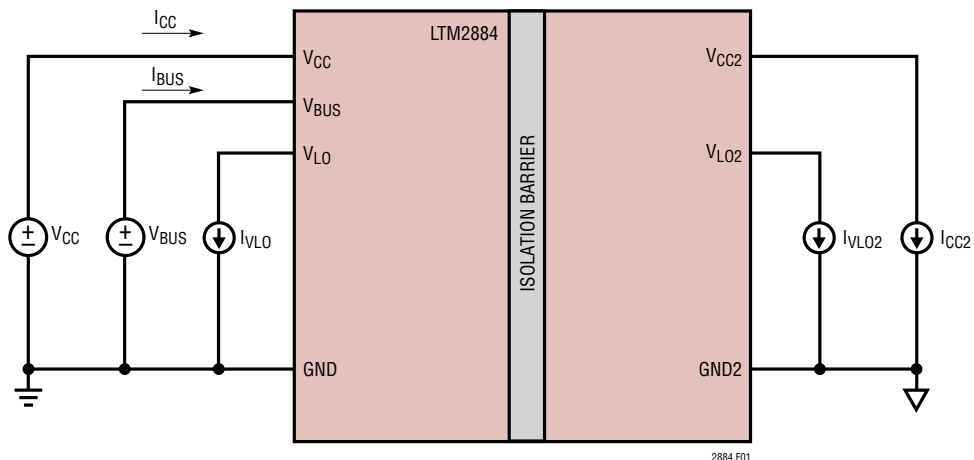 ICC
LTM2884
VCC
VCC2
IBUS
VBUS
VLO
VLO2
ISOLATION BARRIER
+
−
VCC
+
−
VBUS
IVLO
IVLO2
ICC2
GND
GND2
2884 F01